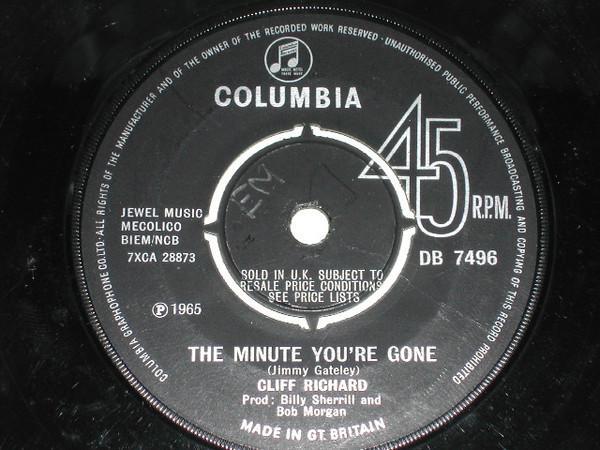 COLUMBIA GRAPHOPHONE CO.LTD·ALL RIGHTS OF THE MANUFACTURER AND OF THE OWNER OF THE RECORDED WORK RESERVED · UNAUTHORISED PUBLIC PERFORMANCE BROADCASTING AND COPYING OF THIS RECORD PROHIBITED
COLUMBIA
45
R.P.M.
JEWEL MUSIC
MECOLICO
BIEM/NCB
7XCA 28873
DB 7496
EM
SOLD IN U.K. SUBJECT TO
RESALE PRICE CONDITIONS
SEE PRICE LISTS
Ⓟ 1965
THE MINUTE YOU'RE GONE
(Jimmy Gateley)
CLIFF RICHARD
Prod: Billy Sherrill and
Bob Morgan
MADE IN GT. BRITAIN